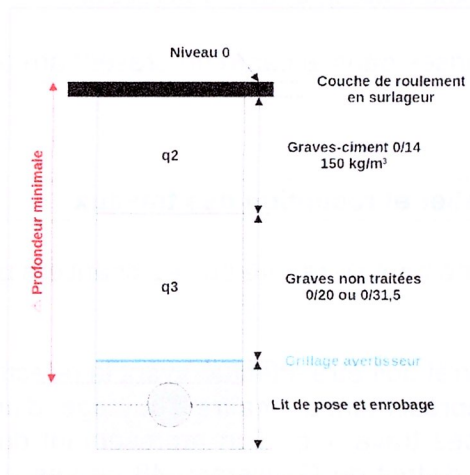 Niveau 0
Couche de roulement
en surlageur
q2
Graves-ciment 0/14
150 kg/m³
Profondeur minimale
q3
Graves non traitées
0/20 ou 0/31,5
Grillage avertisseur
Lit de pose et enrobage